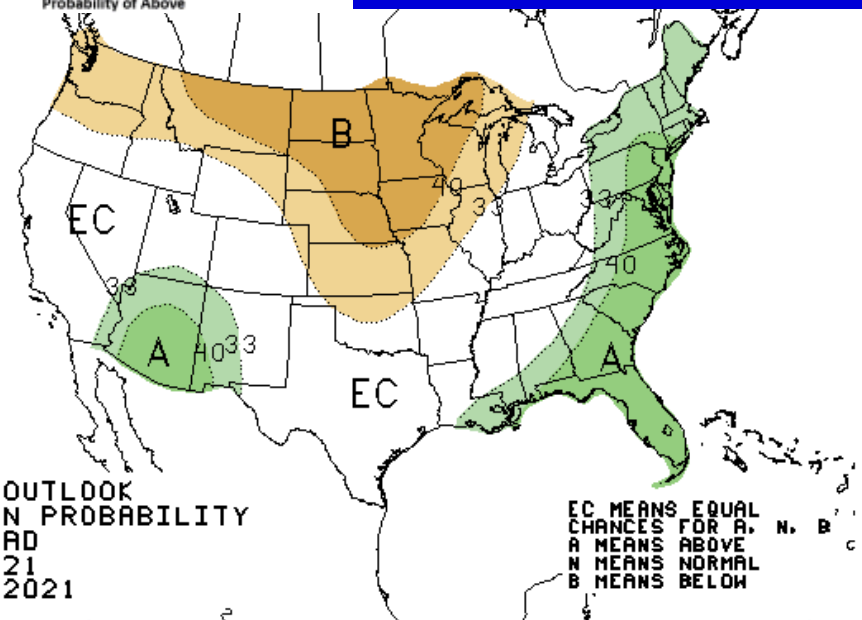 Probability of Above
B
40
33
33
EC
40
33
A
40
33
A
EC
OUTLOOK
N PROBABILITY
AD
21
2021
EC MEANS EQUAL
CHANCES FOR A, N, B
A MEANS ABOVE
N MEANS NORMAL
B MEANS BELOW
C